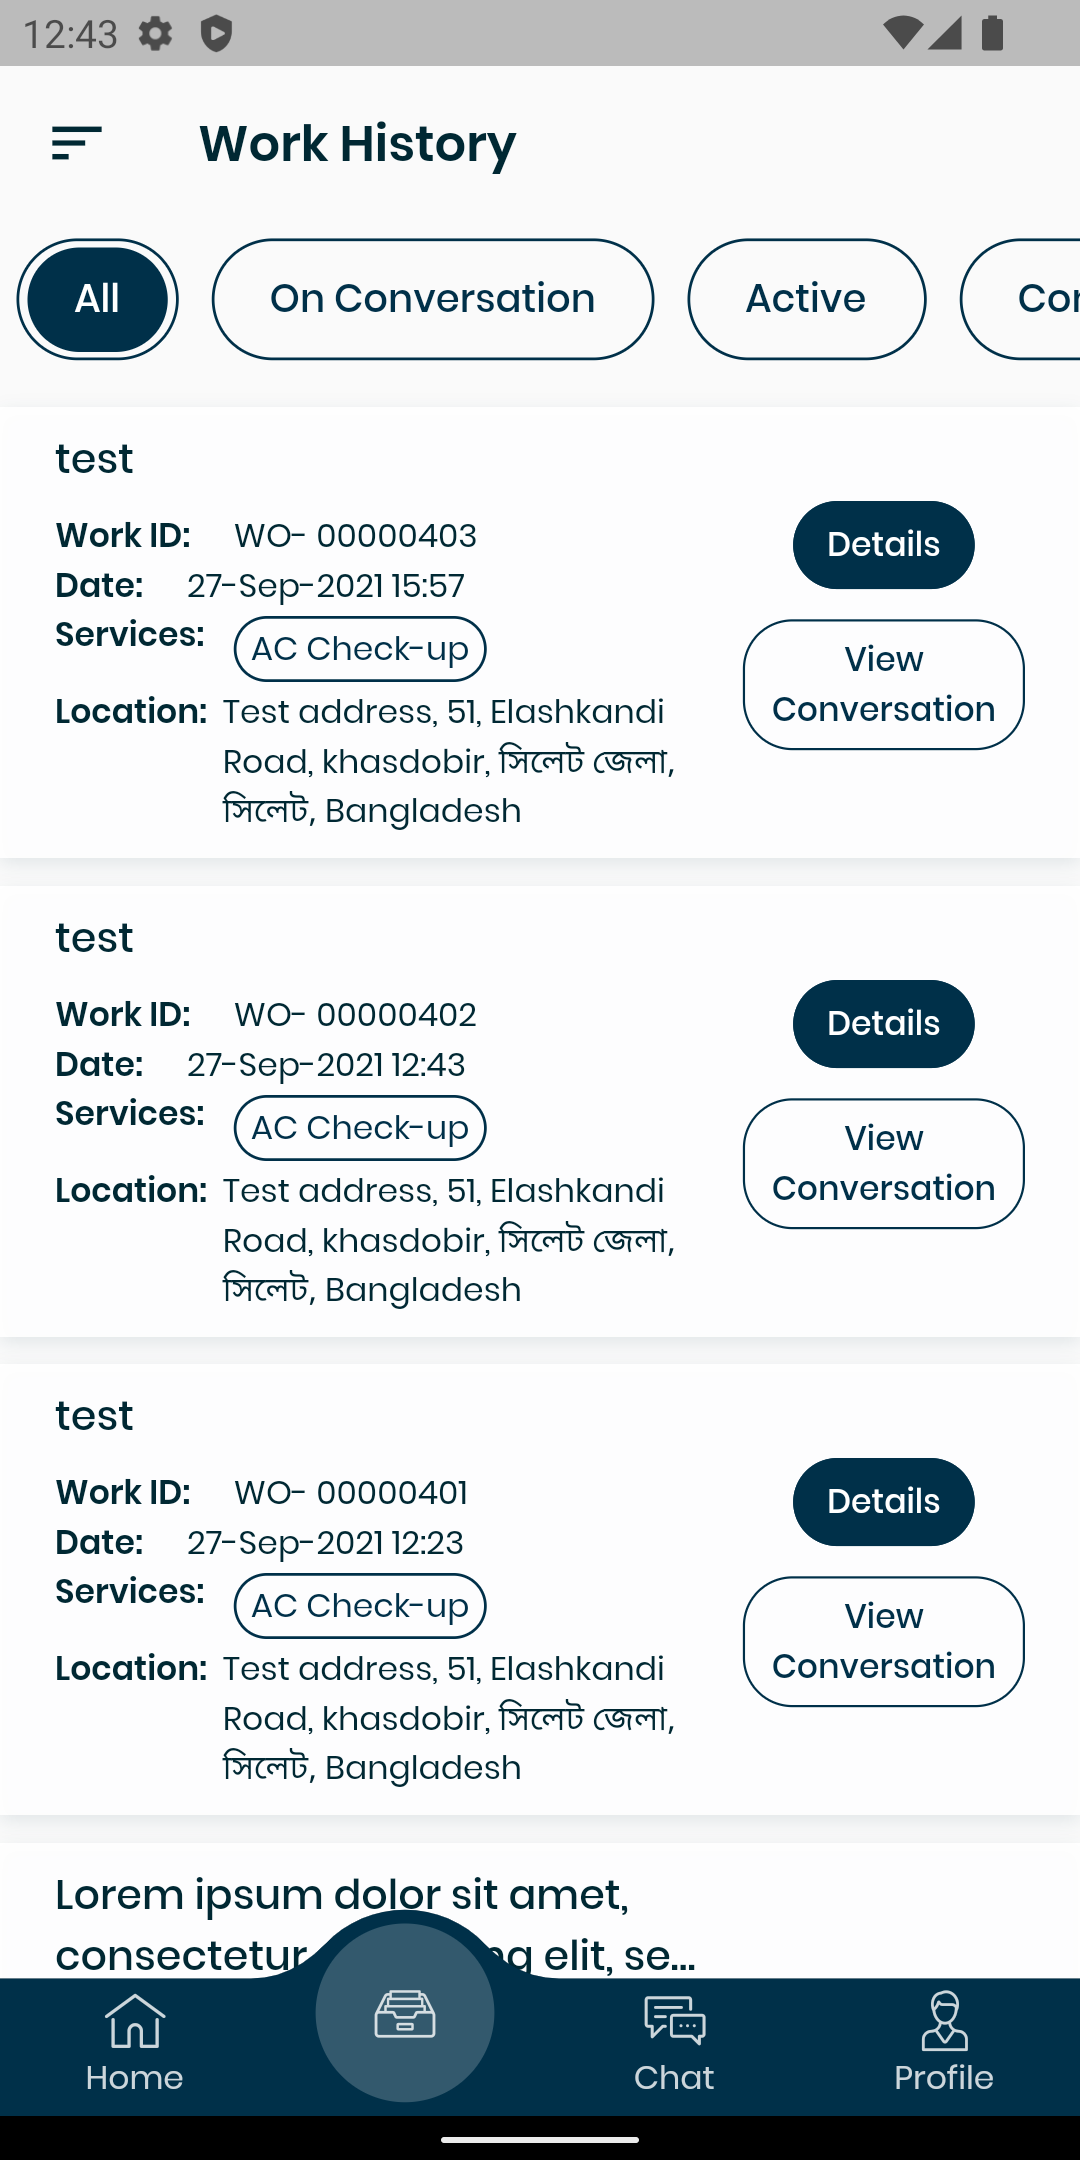 12:43
Work History
All
On Conversation
Active
test
Work ID: WO- 00000403
Date: 27-Sep-2021 15:57
Services: AC Check-up
Location: Test address, 51, Elashkandi
Road, khasdobir, সিলেট জেলা,
সিলেট, Bangladesh
Details
View
Conversation
test
Work ID: WO- 00000402
Date: 27-Sep-2021 12:43
Services: AC Check-up
Location: Test address, 51, Elashkandi
Road, khasdobir, সিলেট জেলা,
সিলেট, Bangladesh
Details
View
Conversation
test
Work ID: WO- 00000401
Date: 27-Sep-2021 12:23
Services: AC Check-up
Location: Test address, 51, Elashkandi
Road, khasdobir, সিলেট জেলা,
সিলেট, Bangladesh
Details
View
Conversation
Lorem ipsum dolor sit amet,
consectetur elit, se...
Home
Chat
Profile